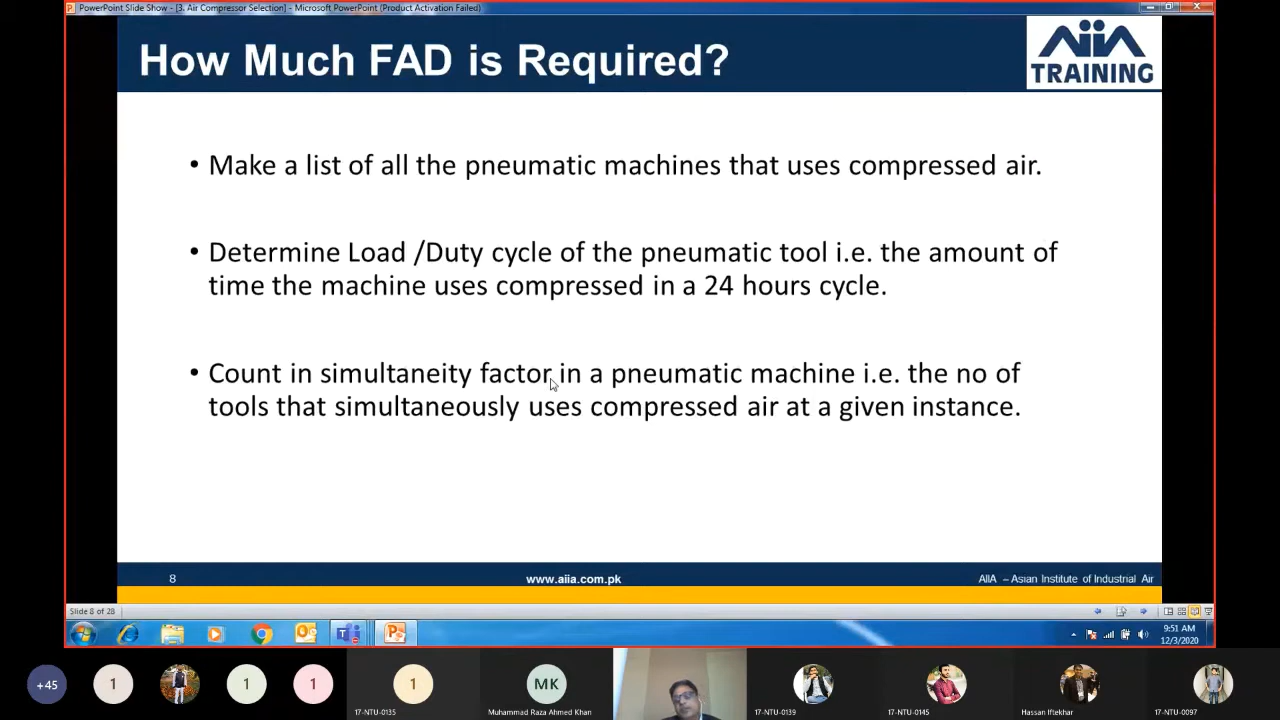 PowerPoint Slide Show - [3. Air Compressor Selection] - Microsoft PowerPoint (Product Activation Failed)
How Much FAD is Required?
AiiA
TRAINING
• Make a list of all the pneumatic machines that uses compressed air.
• Determine Load /Duty cycle of the pneumatic tool i.e. the amount of
time the machine uses compressed in a 24 hours cycle.
• Count in simultaneity factor in a pneumatic machine i.e. the no of
tools that simultaneously uses compressed air at a given instance.
8
www.aiia.com.pk
AIIA – Asian Institute of Industrial Air
Slide 8 of 28
9:51 AM
12/3/2020
+45
1
1
1
1
MK
17-NTU-0135
Muhammad Raza Ahmed Khan
17-NTU-0139
17-NTU-0145
Hassan Iftekhar
17-NTU-0097